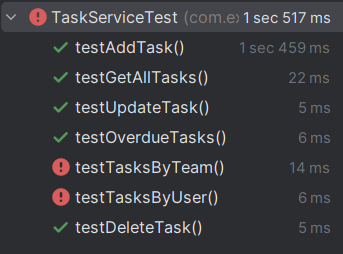 TaskServiceTest (com.e 1 sec 517 ms
testAddTask() 1 sec 459 ms
testGetAllTasks() 22 ms
testUpdateTask() 5 ms
testOverdueTasks() 6 ms
testTasksByTeam() 14 ms
testTasksByUser() 6 ms
testDeleteTask() 5 ms